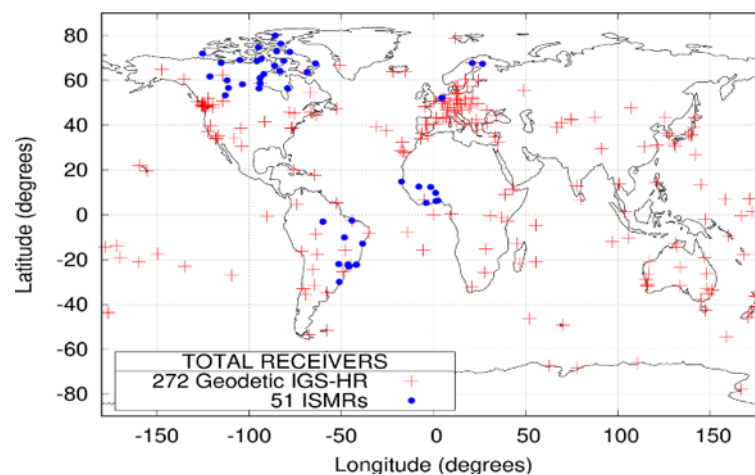 80
60
40
20
0
-20
-40
-60
-80
Latitude (degrees)
TOTAL RECEIVERS
272 Geodetic IGS-HR
51 ISMRs
-150 -100 -50 0 50 100 150
Longitude (degrees)